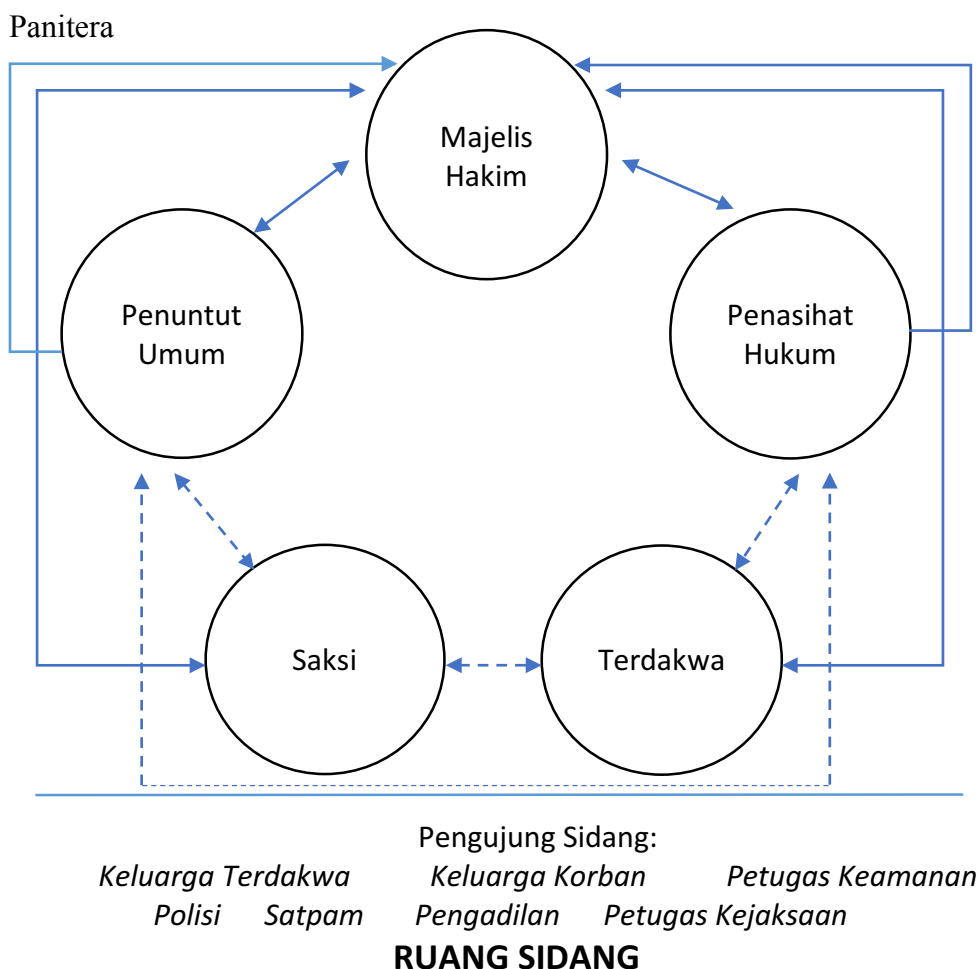 Panitera
Majelis
Hakim
Penuntut
Umum
Penasihat
Hukum
Saksi
Terdakwa
Pengujung Sidang:
Keluarga Terdakwa Keluarga Korban Petugas Keamanan
Polisi Satpam Pengadilan Petugas Kejaksaan
RUANG SIDANG